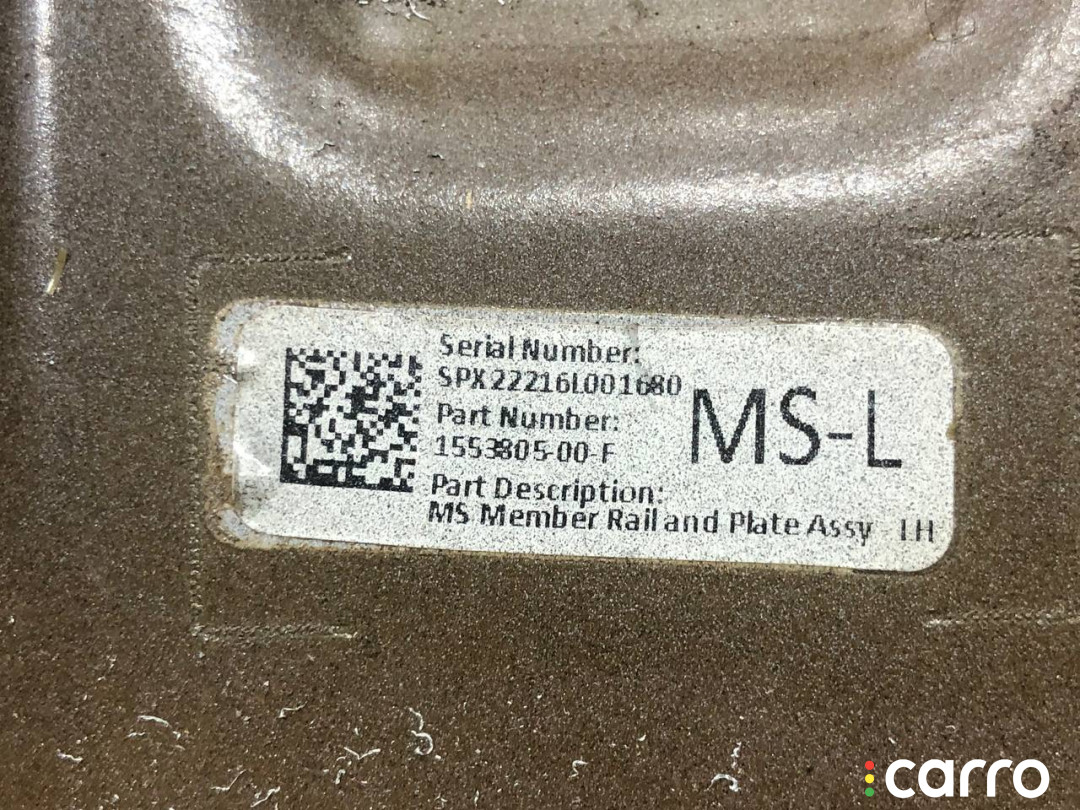 Serial Number:
SPX22216L001680
Part Number:
1553805-00-F
Part Description:
MS Member Rail and Plate Assy - LH
MS-L
carro